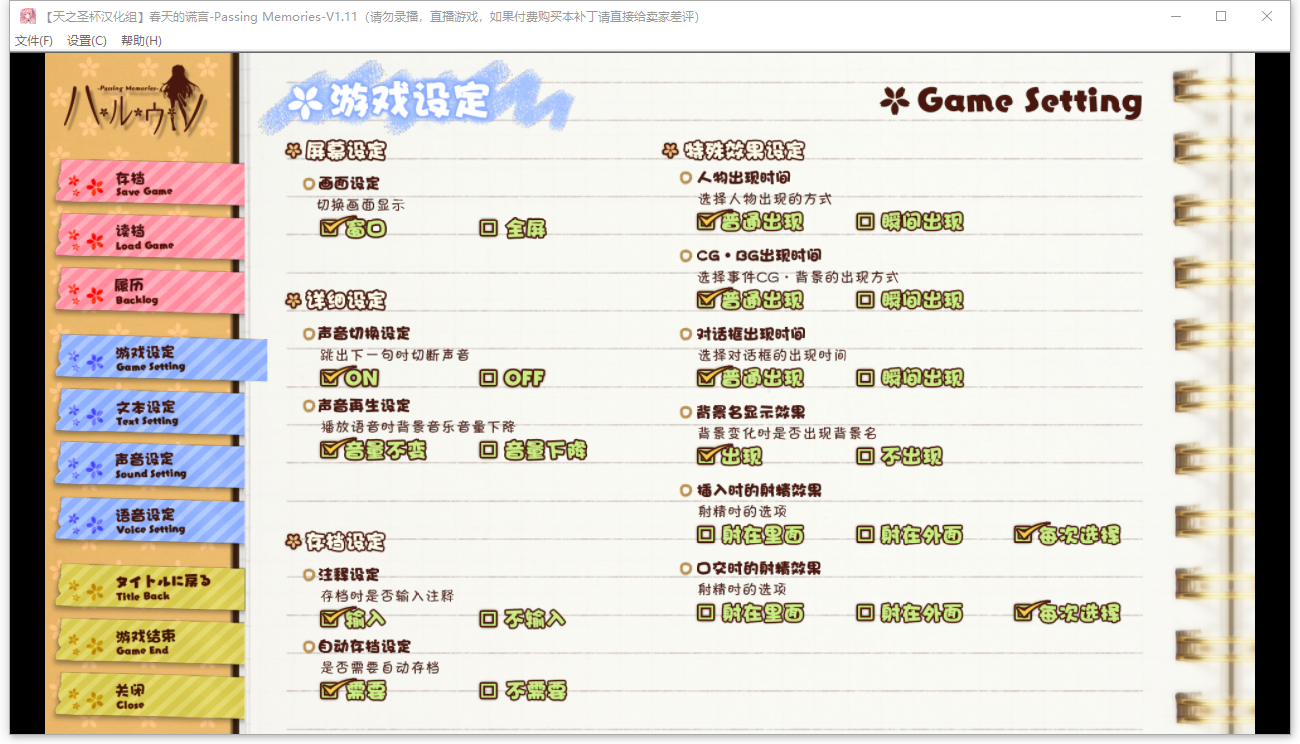 【天之圣杯汉化组】春天的谎言-Passing Memories-V1.11（请勿录播，直播游戏，如果付费购买本补丁请直接给卖家差评）
文件(F) 设置(C) 帮助(H)
-Passing Memories-
ハルウソ
存档
Save Game
读档
Load Game
履历
Backlog
游戏设定
Game Setting
文本设定
Text Setting
声音设定
Sound Setting
语音设定
Voice Setting
タイトルに戻る
Title Back
游戏结束
Game End
关闭
Close
游戏设定
Game Setting
屏幕设定
画面设定
切换画面显示
窗口 全屏
详细设定
声音切换设定
跳出下一句时切断声音
ON OFF
声音再生设定
播放语音时背景音乐音量下降
音量不变 音量下降
存档设定
注释设定
存档时是否输入注释
输入 不输入
自动存档设定
是否需要自动存档
需要 不需要
特殊效果设定
人物出现时间
选择人物出现的方式
普通出现 瞬间出现
CG・BG出现时间
选择事件CG・背景的出现方式
普通出现 瞬间出现
对话框出现时间
选择对话框的出现时间
普通出现 瞬间出现
背景名显示效果
背景变化时是否出现背景名
出现 不出现
插入时的射精效果
射精时的选项
射在里面 射在外面 每次选择
口交时的射精效果
射精时的选项
射在里面 射在外面 每次选择